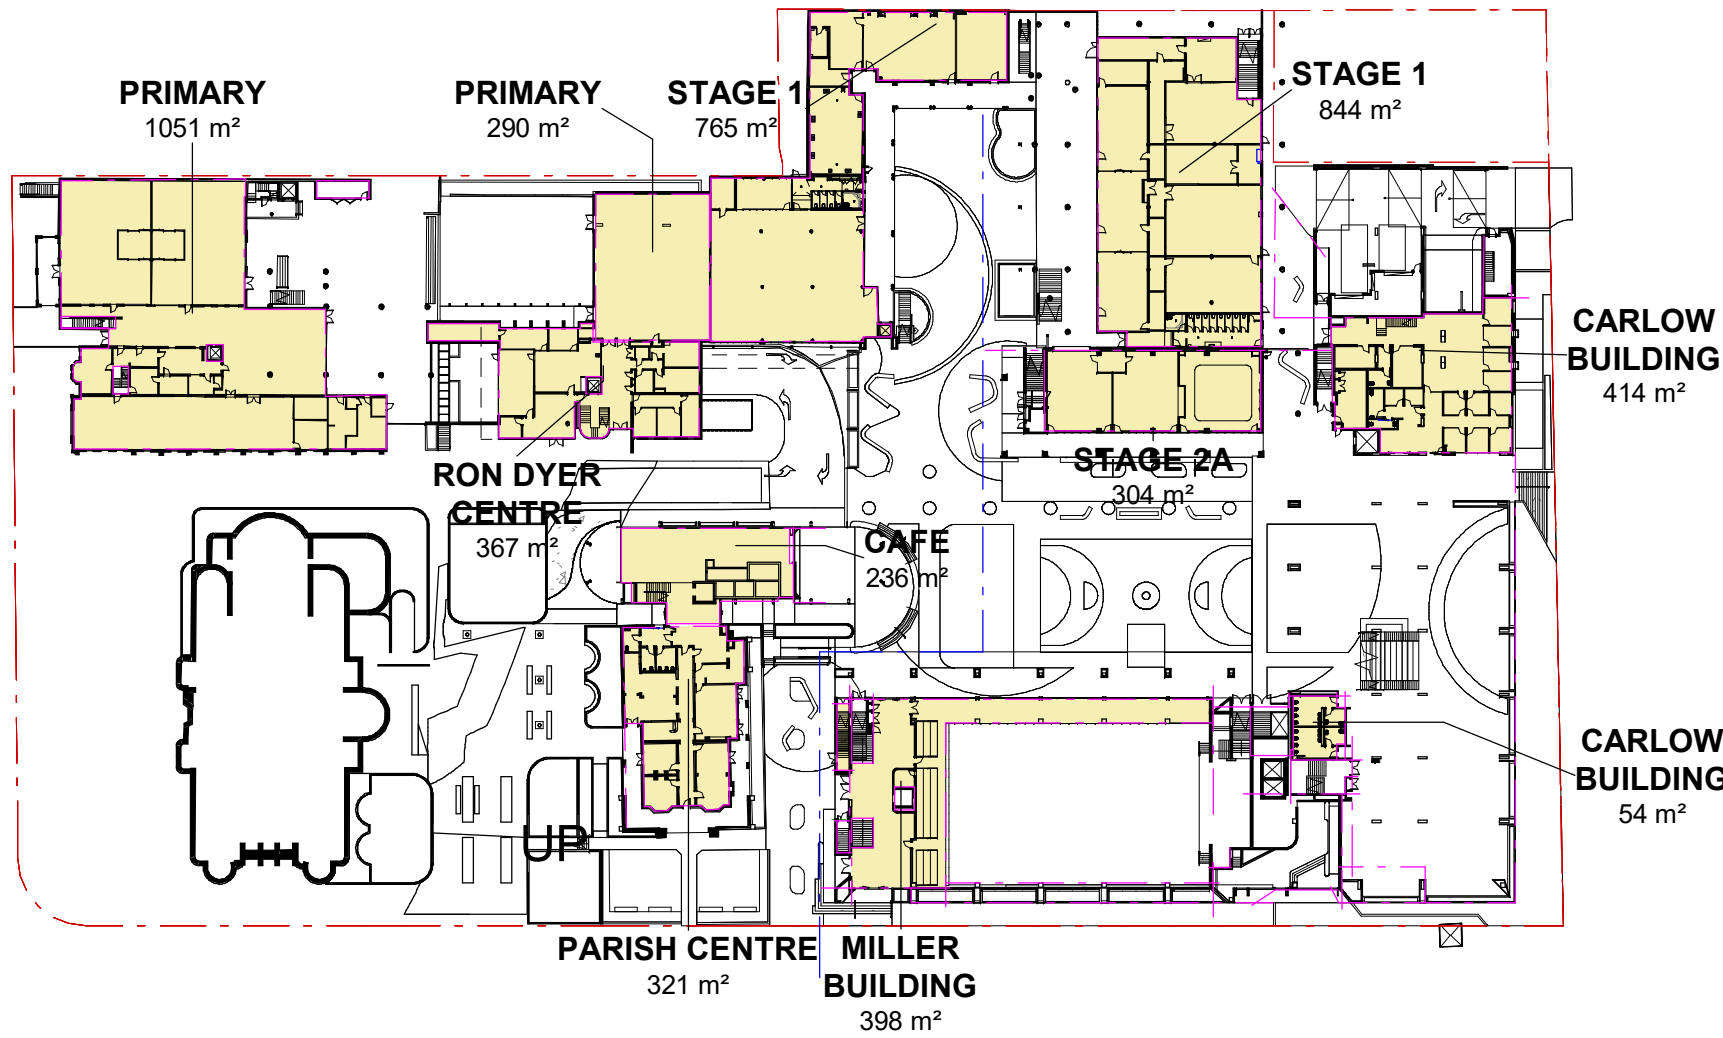 PRIMARY
1051 m²
PRIMARY
290 m²
STAGE 1
765 m²
STAGE 1
844 m²
CARLOW
BUILDING
414 m²
RON DYER
CENTRE
367 m²
STAGE 2A
304 m²
CAFE
236 m²
CARLOW
BUILDING
54 m²
UP
PARISH CENTRE
321 m²
MILLER
BUILDING
398 m²